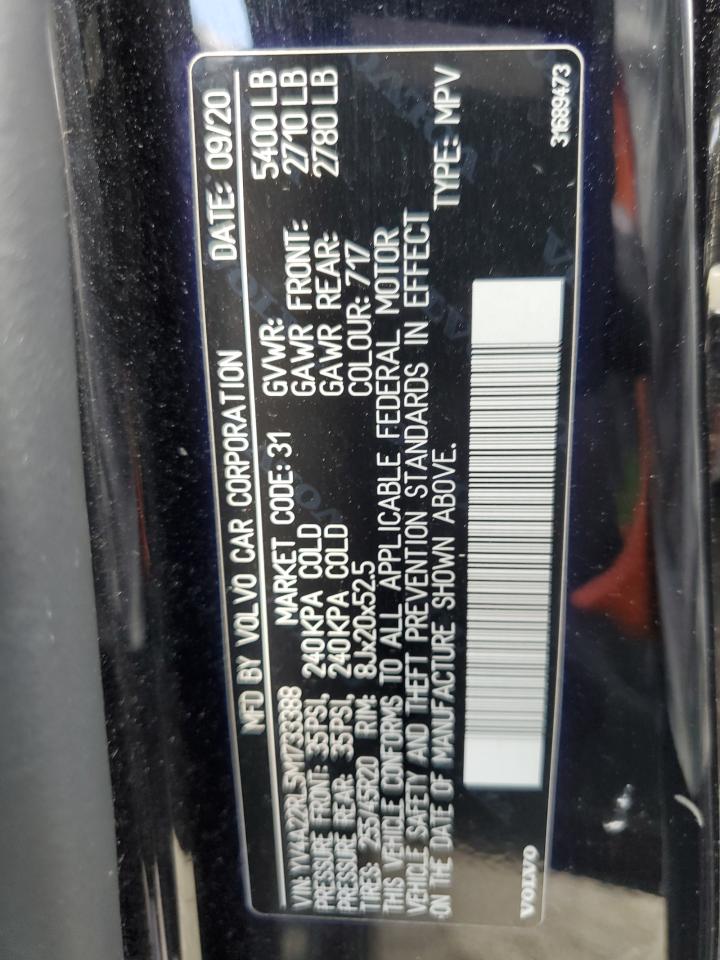 MFD BY VOLVO CAR CORPORATION DATE: 09/20
VIN: YV4A22RL5M1733388 MARKET CODE: 31 GVWR: 5400 LB
PRESSURE FRONT: 35PSI, 240KPA COLD GAWR FRONT: 2710 LB
PRESSURE REAR: 35PSI, 240KPA COLD GAWR REAR: 2780 LB
TIRES: 255/45R20 RIM: 8Jx20x52.5 COLOUR: 717
THIS VEHICLE CONFORMS TO ALL APPLICABLE FEDERAL MOTOR
VEHICLE SAFETY AND THEFT PREVENTION STANDARDS IN EFFECT
ON THE DATE OF MANUFACTURE SHOWN ABOVE. TYPE: MPV
VOLVO 31689473